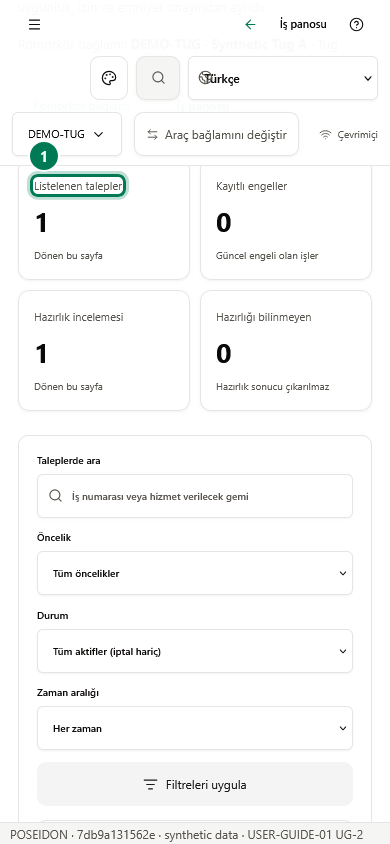 İş panosu
Türkçe
DEMO-TUG
Araç bağlamını değiştir
Çevrimiçi
1
Listelenen talepler
1
Dönen bu sayfa
Kayıtlı engeller
0
Güncel engeli olan işler
Hazırlık incelemesi
1
Dönen bu sayfa
Hazırlığı bilinmeyen
0
Hazırlık sonucu çıkarılmaz
Taleplerde ara
İş numarası veya hizmet verilecek gemi
Öncelik
Tüm öncelikler
Durum
Tüm aktifler (iptal hariç)
Zaman aralığı
Her zaman
Filtreleri uygula
POSEIDON · 7db9a131562e · synthetic data · USER-GUIDE-01 UG-2